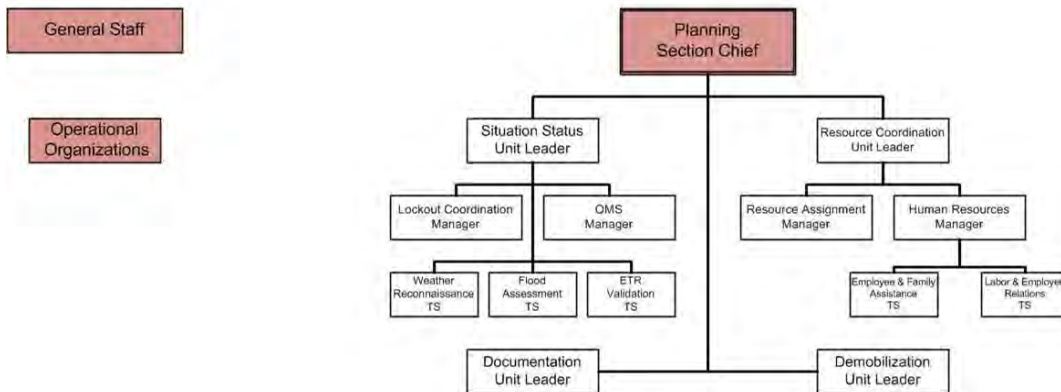 General Staff
Operational
Organizations
Planning
Section Chief
Situation Status
Unit Leader
Resource Coordination
Unit Leader
Lockout Coordination
Manager
OMS
Manager
Resource Assignment
Manager
Human Resources
Manager
Weather
Reconnaissance
TS
Flood
Assessment
TS
ETR
Validation
TS
Employee & Family
Assistance
TS
Labor & Employee
Relations
TS
Documentation
Unit Leader
Demobilization
Unit Leader